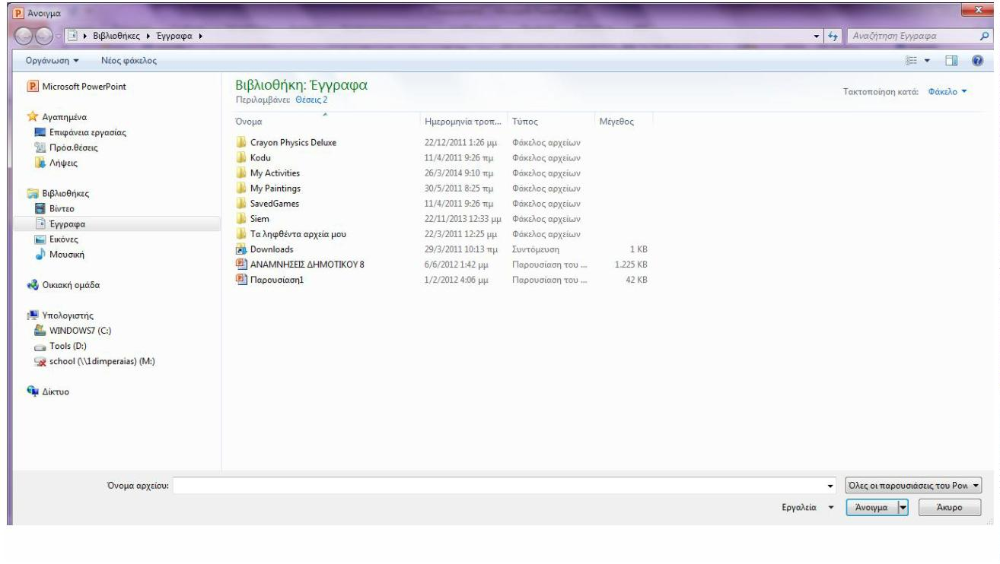 Άνοιγμα
Βιβλιοθήκες Έγγραφα
Αναζήτηση Έγγραφα
Οργάνωση Νέος φάκελος
Microsoft PowerPoint
Αγαπημένα
Επιφάνεια εργασίας
Πρόσ.θέσεις
Λήψεις
Βιβλιοθήκες
Βίντεο
Έγγραφα
Εικόνες
Μουσική
Οικιακή ομάδα
Υπολογιστής
WINDOWS7 (C:)
Tools (D:)
school (\\1dimperaias) (M:)
Δίκτυο
Βιβλιοθήκη: Έγγραφα
Περιλαμβάνει: Θέσεις 2
Τακτοποίηση κατά: Φάκελο
Όνομα Ημερομηνία τροπ... Τύπος Μέγεθος
Crayon Physics Deluxe 22/12/2011 1:26 μμ Φάκελος αρχείων
Kodu 11/4/2011 9:26 πμ Φάκελος αρχείων
My Activities 26/3/2014 9:10 πμ Φάκελος αρχείων
My Paintings 30/5/2011 8:25 πμ Φάκελος αρχείων
SavedGames 11/4/2011 9:26 πμ Φάκελος αρχείων
Siem 22/11/2013 12:33 μμ Φάκελος αρχείων
Τα ληφθέντα αρχεία μου 22/3/2011 12:25 μμ Φάκελος αρχείων
Downloads 29/3/2011 10:13 πμ Συντόμευση 1 KB
ΑΝΑΜΝΗΣΕΙΣ ΔΗΜΟΤΙΚΟΥ 8 6/6/2012 1:42 μμ Παρουσίαση του ... 1.225 KB
Παρουσίαση1 1/2/2012 4:06 μμ Παρουσίαση του ... 42 KB
Όνομα αρχείου:
Όλες οι παρουσιάσεις του Pow
Εργαλεία Άνοιγμα Άκυρο